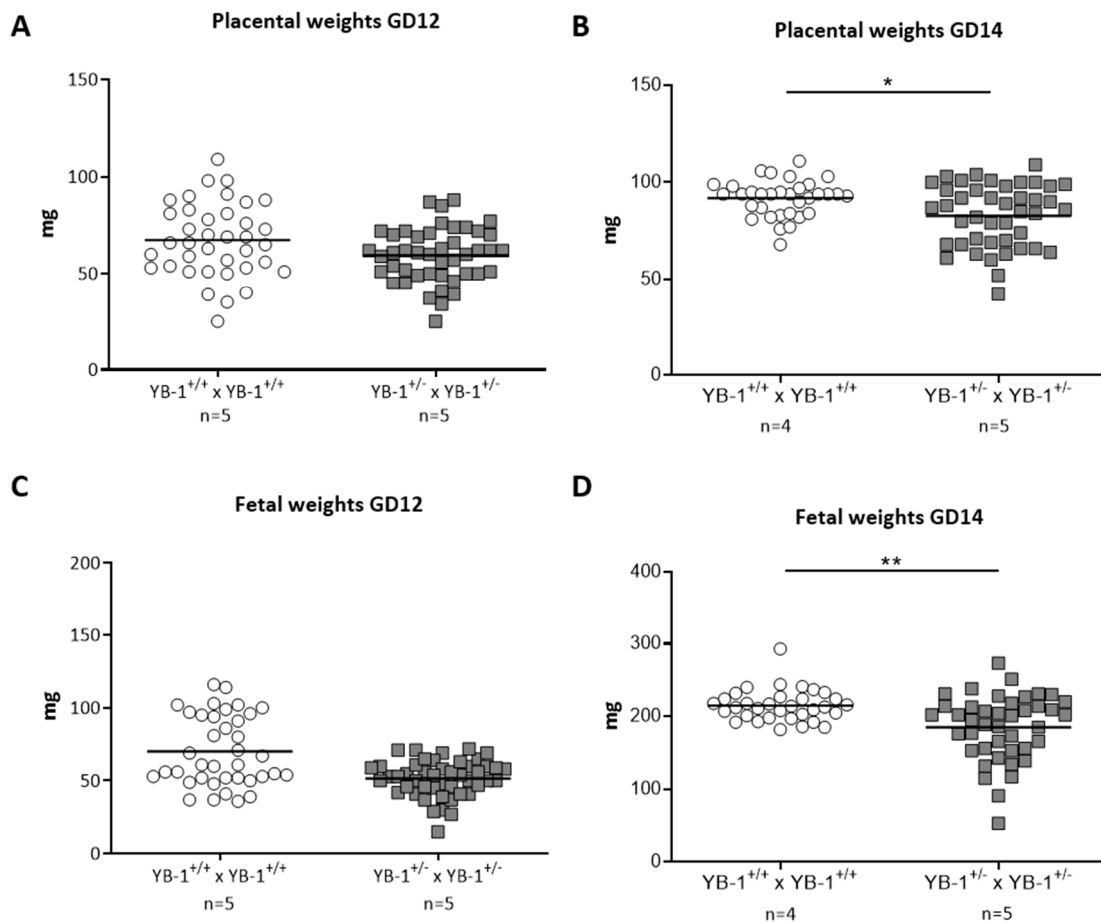 A
Placental weights GD12
150
100
50
0
mg
YB-1+/+ x YB-1+/+
n=5
YB-1+/- x YB-1+/-
n=5
B
Placental weights GD14
*
150
100
50
0
mg
YB-1+/+ x YB-1+/+
n=4
YB-1+/- x YB-1+/-
n=5
C
Fetal weights GD12
200
150
100
50
0
mg
YB-1+/+ x YB-1+/+
n=5
YB-1+/- x YB-1+/-
n=5
D
Fetal weights GD14
**
400
300
200
100
0
mg
YB-1+/+ x YB-1+/+
n=4
YB-1+/- x YB-1+/-
n=5